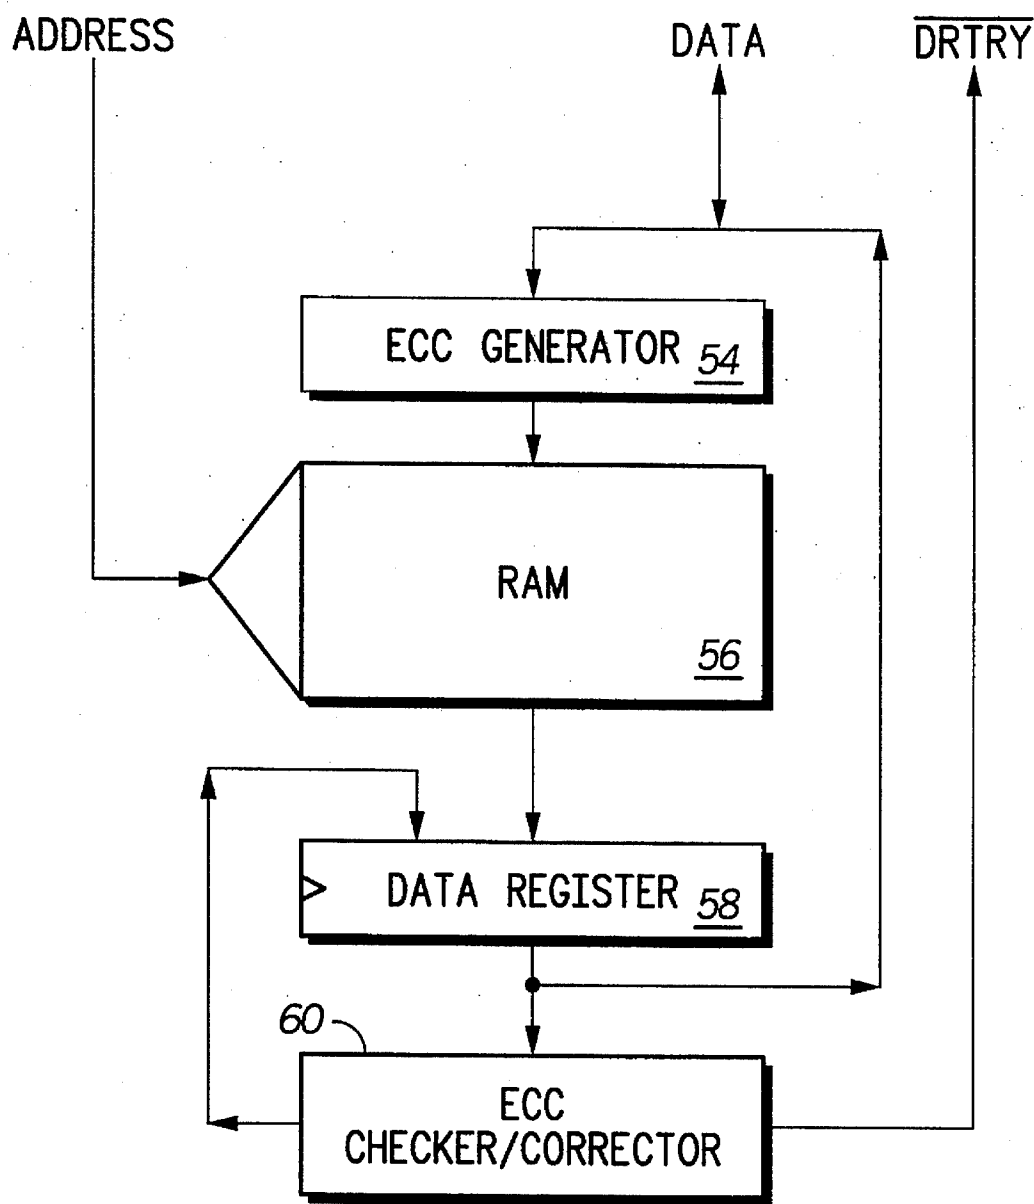 ADDRESS
DATA
DRTRY
ECC GENERATOR 54
RAM
56
DATA REGISTER 58
60
ECC
CHECKER/CORRECTOR